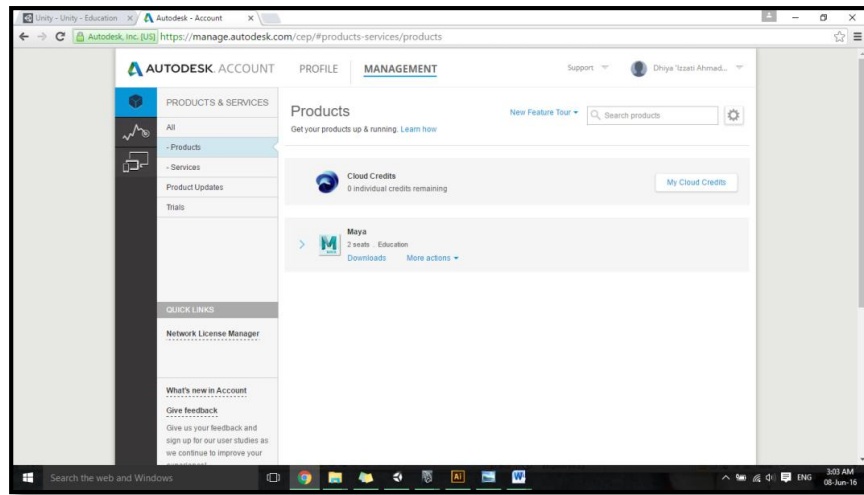 Unity - Unity - Education
Autodesk - Account
Autodesk, Inc. [US] https://manage.autodesk.com/cep/#products-services/products
AUTODESK ACCOUNT
PROFILE
MANAGEMENT
Support
Dhiya 'Izzati Ahmad...
PRODUCTS & SERVICES
All
- Products
- Services
Product Updates
Trials
QUICK LINKS
Network License Manager
What's new in Account
Give feedback
Give us your feedback and
sign up for our user studies as
we continue to improve your
Products
New Feature Tour
Search products
Get your products up & running. Learn how
Cloud Credits
0 individual credits remaining
My Cloud Credits
Maya
2 seats . Education
Downloads
More actions
Search the web and Windows
Ai
W
ENG
3:03 AM
08-Jun-16